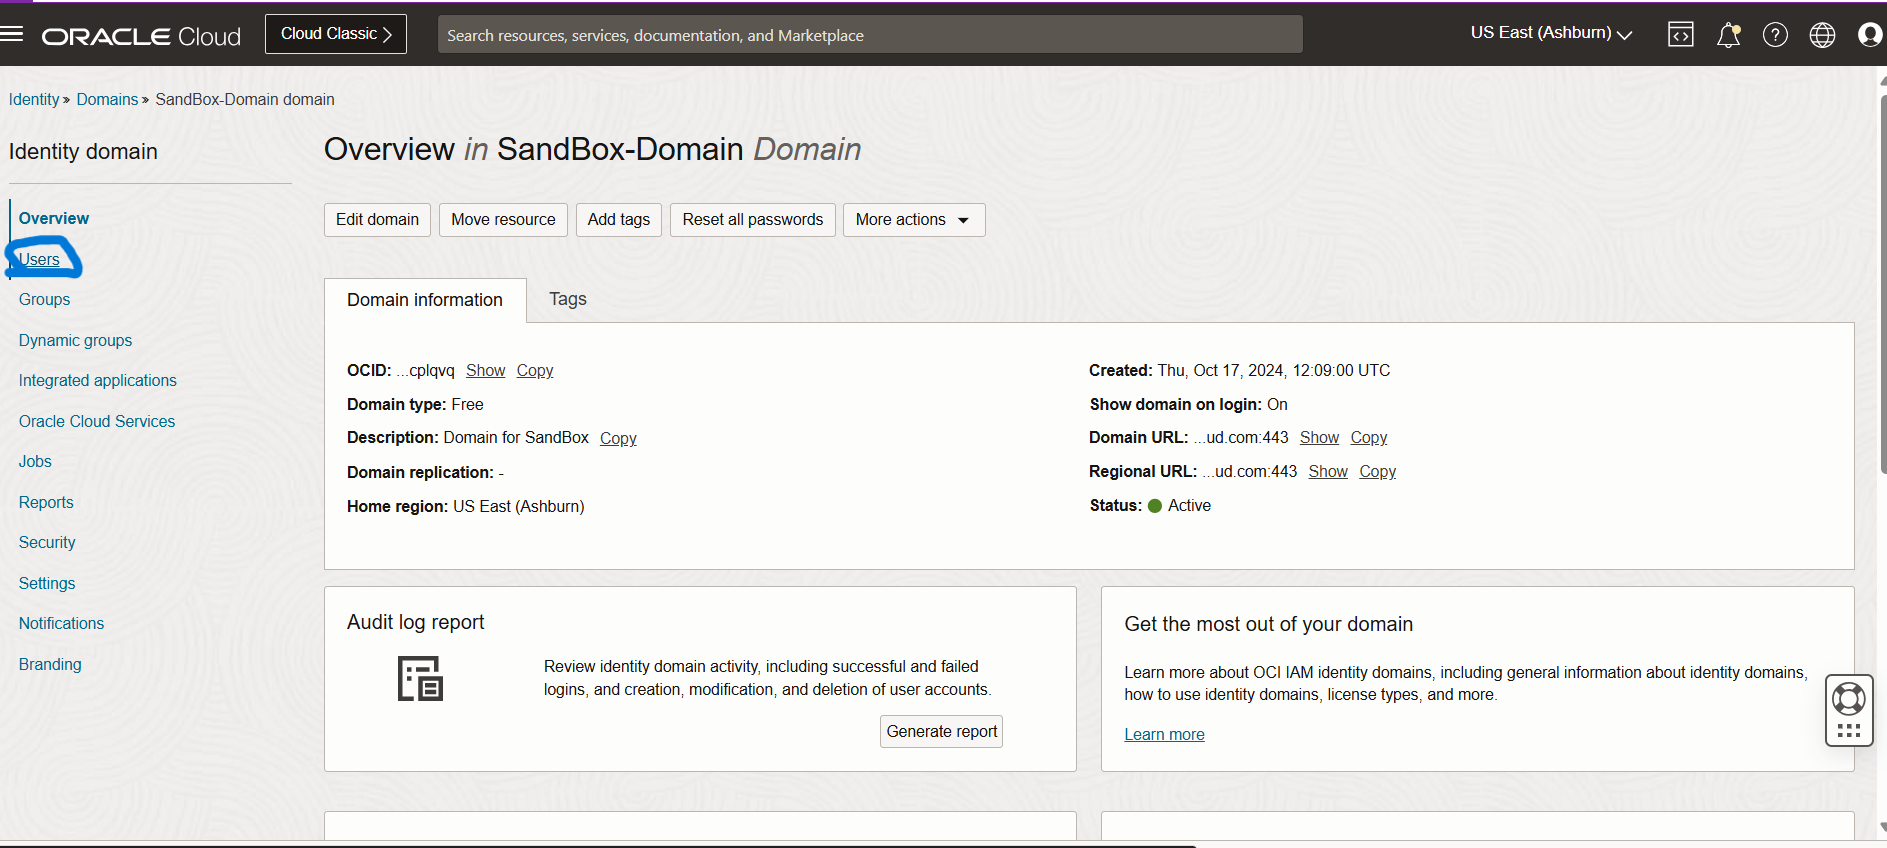 ORACLE Cloud
Cloud Classic
Search resources, services, documentation, and Marketplace
US East (Ashburn)
Identity » Domains » SandBox-Domain domain
Identity domain
Overview
Users
Groups
Dynamic groups
Integrated applications
Oracle Cloud Services
Jobs
Reports
Security
Settings
Notifications
Branding
Overview in SandBox-Domain Domain
Edit domain
Move resource
Add tags
Reset all passwords
More actions
Domain information
Tags
OCID: ...cplqvq Show Copy
Domain type: Free
Description: Domain for SandBox Copy
Domain replication: -
Home region: US East (Ashburn)
Created: Thu, Oct 17, 2024, 12:09:00 UTC
Show domain on login: On
Domain URL: ...ud.com:443 Show Copy
Regional URL: ...ud.com:443 Show Copy
Status: Active
Audit log report
Review identity domain activity, including successful and failed
logins, and creation, modification, and deletion of user accounts.
Generate report
Get the most out of your domain
Learn more about OCI IAM identity domains, including general information about identity domains,
how to use identity domains, license types, and more.
Learn more